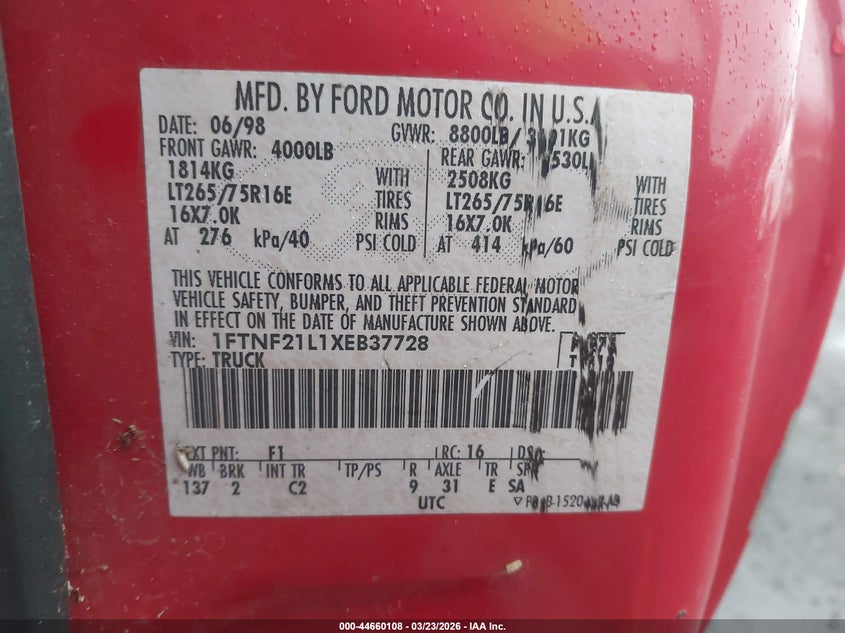 MFD. BY FORD MOTOR CO. IN U.S.A
DATE: 06/98 GVWR: 8800LB/
FRONT GAWR: 4000LB REAR GAWR:
1814KG WITH 2508KG WITH
LT265/75R16E TIRES LT265/75R16E TIRES
16X7.0K RIMS 16X7.0K RIMS
AT 276 kPa/40 PSI COLD AT 414 kPa/60 PSI COLD
THIS VEHICLE CONFORMS TO ALL APPLICABLE FEDERAL MOTOR
VEHICLE SAFETY, BUMPER, AND THEFT PREVENTION STANDARD
IN EFFECT ON THE DATE OF MANUFACTURE SHOWN ABOVE.
VIN: 1FTNF21L1XEB37728
TYPE: TRUCK
EXT PNT: F1 RC: 16
WB BRK INT TR TP/PS R AXLE TR
137 2 C2 9 31 E SA
UTC
000-44660108 - 03/23/2026 - IAA Inc.